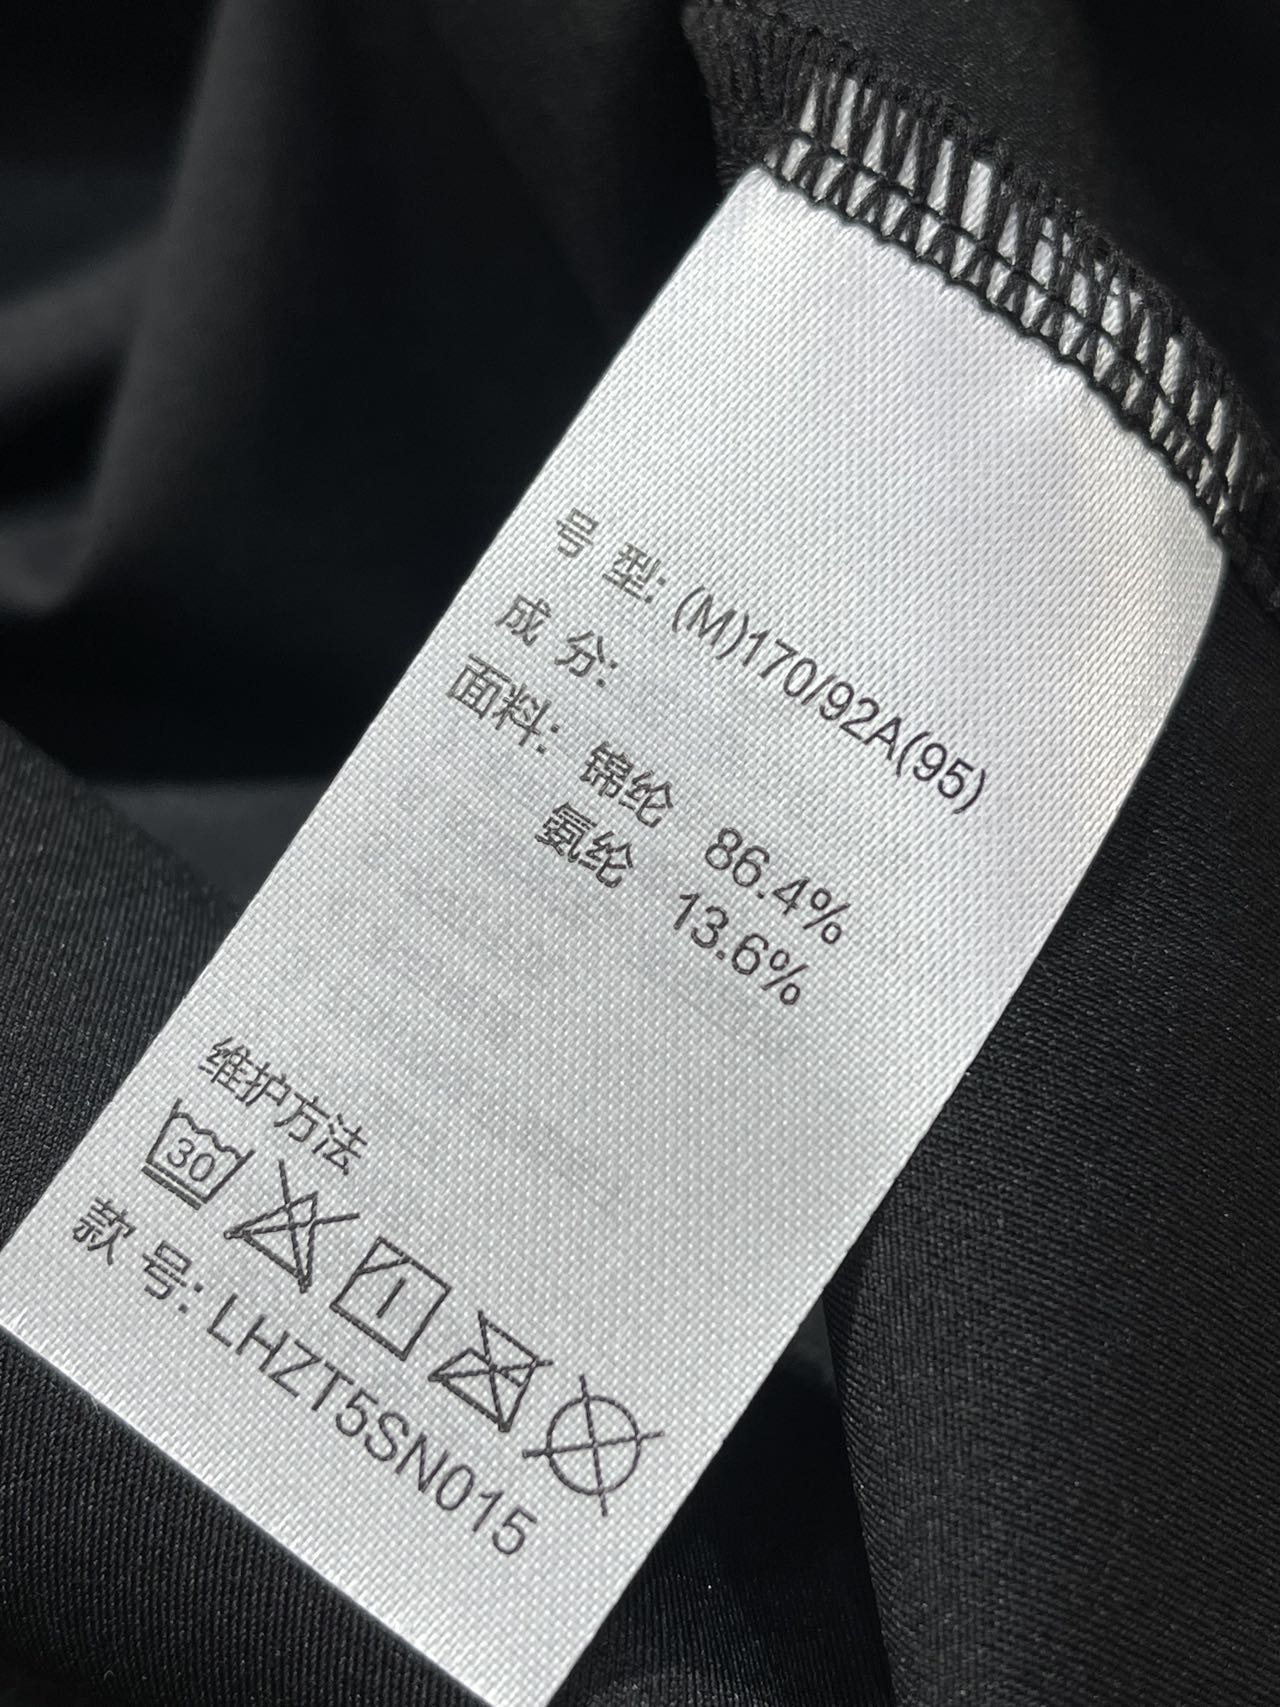 号 型: (M)170/92A(95)
成 分:
面料: 锦纶 86.4%
氨纶 13.6%
维护方法
30
款 号: LHZT5SN015